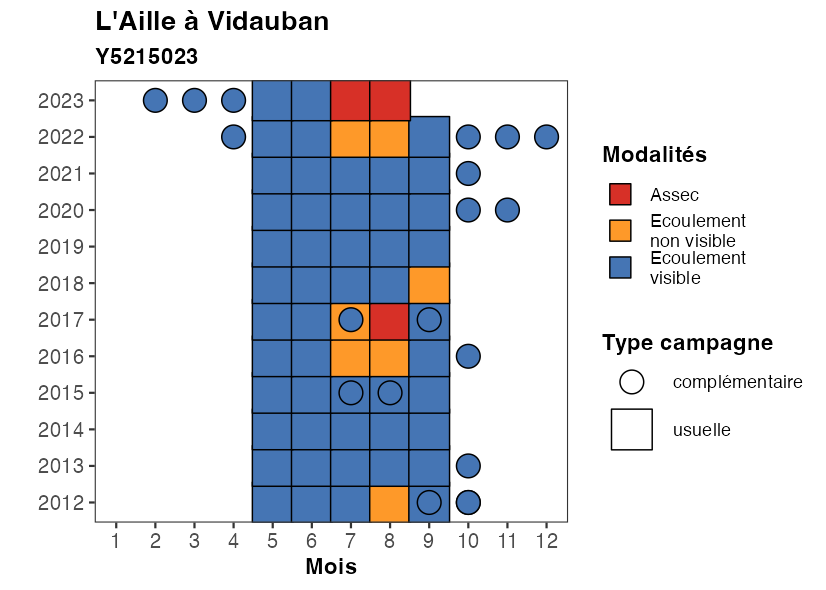 L'Aille à Vidauban
Y5215023
2023
2022
2021
2020
2019
2018
2017
2016
2015
2014
2013
2012
1 2 3 4 5 6 7 8 9 10 11 12
Mois
Modalités
Assec
Ecoulement
non visible
Ecoulement
visible
Type campagne
complémentaire
usuelle